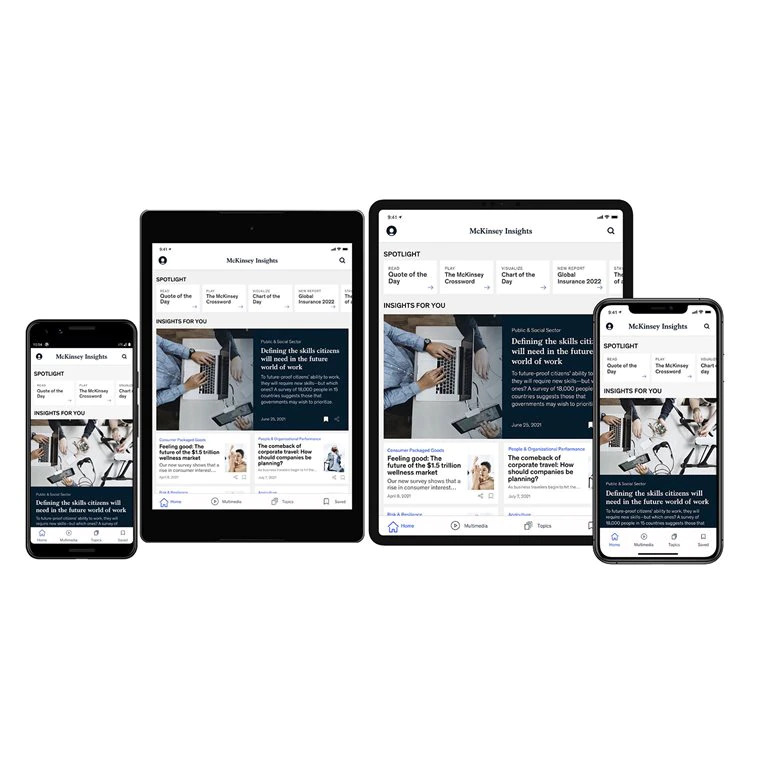 10:56
McKinsey Insights
SPOTLIGHT
READ
Quote of the
Day
PLAY
The McKinsey
Crossword
VISUALIZE
Chart of
day
INSIGHTS FOR YOU
Public & Social Sector
Defining the skills citizens will
need in the future world of work
To future-proof citizens' ability to work, they
will require new skills—but which ones? A survey of
Home
Multimedia
Topics
Saved
9:41
McKinsey Insights
SPOTLIGHT
READ
Quote of the
Day
PLAY
The McKinsey
Crossword
VISUALIZE
Chart of the
Day
NEW REPORT
Global
Insurance 2022
The
of a
INSIGHTS FOR YOU
Public & Social Sector
Defining the skills citizens
will need in the future
world of work
To future-proof citizens' ability to work,
they will require new skills—but which
ones? A survey of 18,000 people in 15
countries suggests those that
governments may wish to prioritize.
June 25, 2021
Consumer Packaged Goods
Feeling good: The
future of the $1.5 trillion
wellness market
Our new survey shows that a
rise in consumer interest...
April 8, 2021
People & Organizational Performance
The comeback of
corporate travel: How
should companies be
planning?
As business travelers begin to hit the...
July 7, 2021
Risk & Resilience
Agriculture
Home
Multimedia
Topics
Saved
9:41
McKinsey Insights
SPOTLIGHT
READ
Quote of the
Day
PLAY
The McKinsey
Crossword
VISUALIZE
Chart of the
Day
NEW REPORT
Global
Insurance 2022
STA
The
of
INSIGHTS FOR YOU
Public & Social Sector
Defining the skills citizens
will need in the future
world of work
To future-proof citizens' ability to
they will require new skills—but which
ones? A survey of 18,000 people in 15
countries suggests those that
governments may wish to prioritize.
June 25, 2021
Consumer Packaged Goods
Feeling good: The
future of the $1.5 trillion
wellness market
Our new survey shows that a
rise in consumer interest...
April 8, 2021
People & Organizational Performance
The comeback of
corporate travel: How
should companies be
planning?
As business travelers begin to hit the...
July 7, 2021
Risk & Resilience
Agriculture
Home
Multimedia
Topics
9:41
McKinsey Insights
SPOTLIGHT
READ
Quote of the
Day
PLAY
The McKinsey
Crossword
VISUALIZE
Chart of the
day
INSIGHTS FOR YOU
Public & Social Sector
Defining the skills citizens will
need in the future world of work
To future-proof citizens' ability to work, they will
require new skills—but which ones? A survey of
18,000 people in 15 countries suggests those that
Home
Multimedia
Topics
Saved